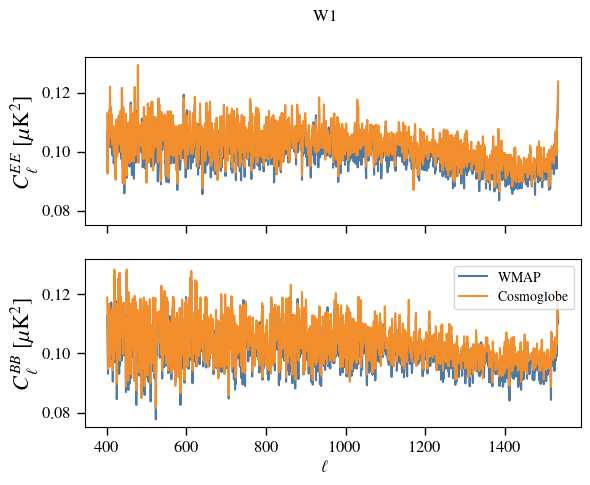 W1
0.12
0.10
0.08
C_ℓ^{EE} [μK²]
WMAP
Cosmoglobe
0.12
0.10
0.08
C_ℓ^{BB} [μK²]
400 600 800 1000 1200 1400
ℓ